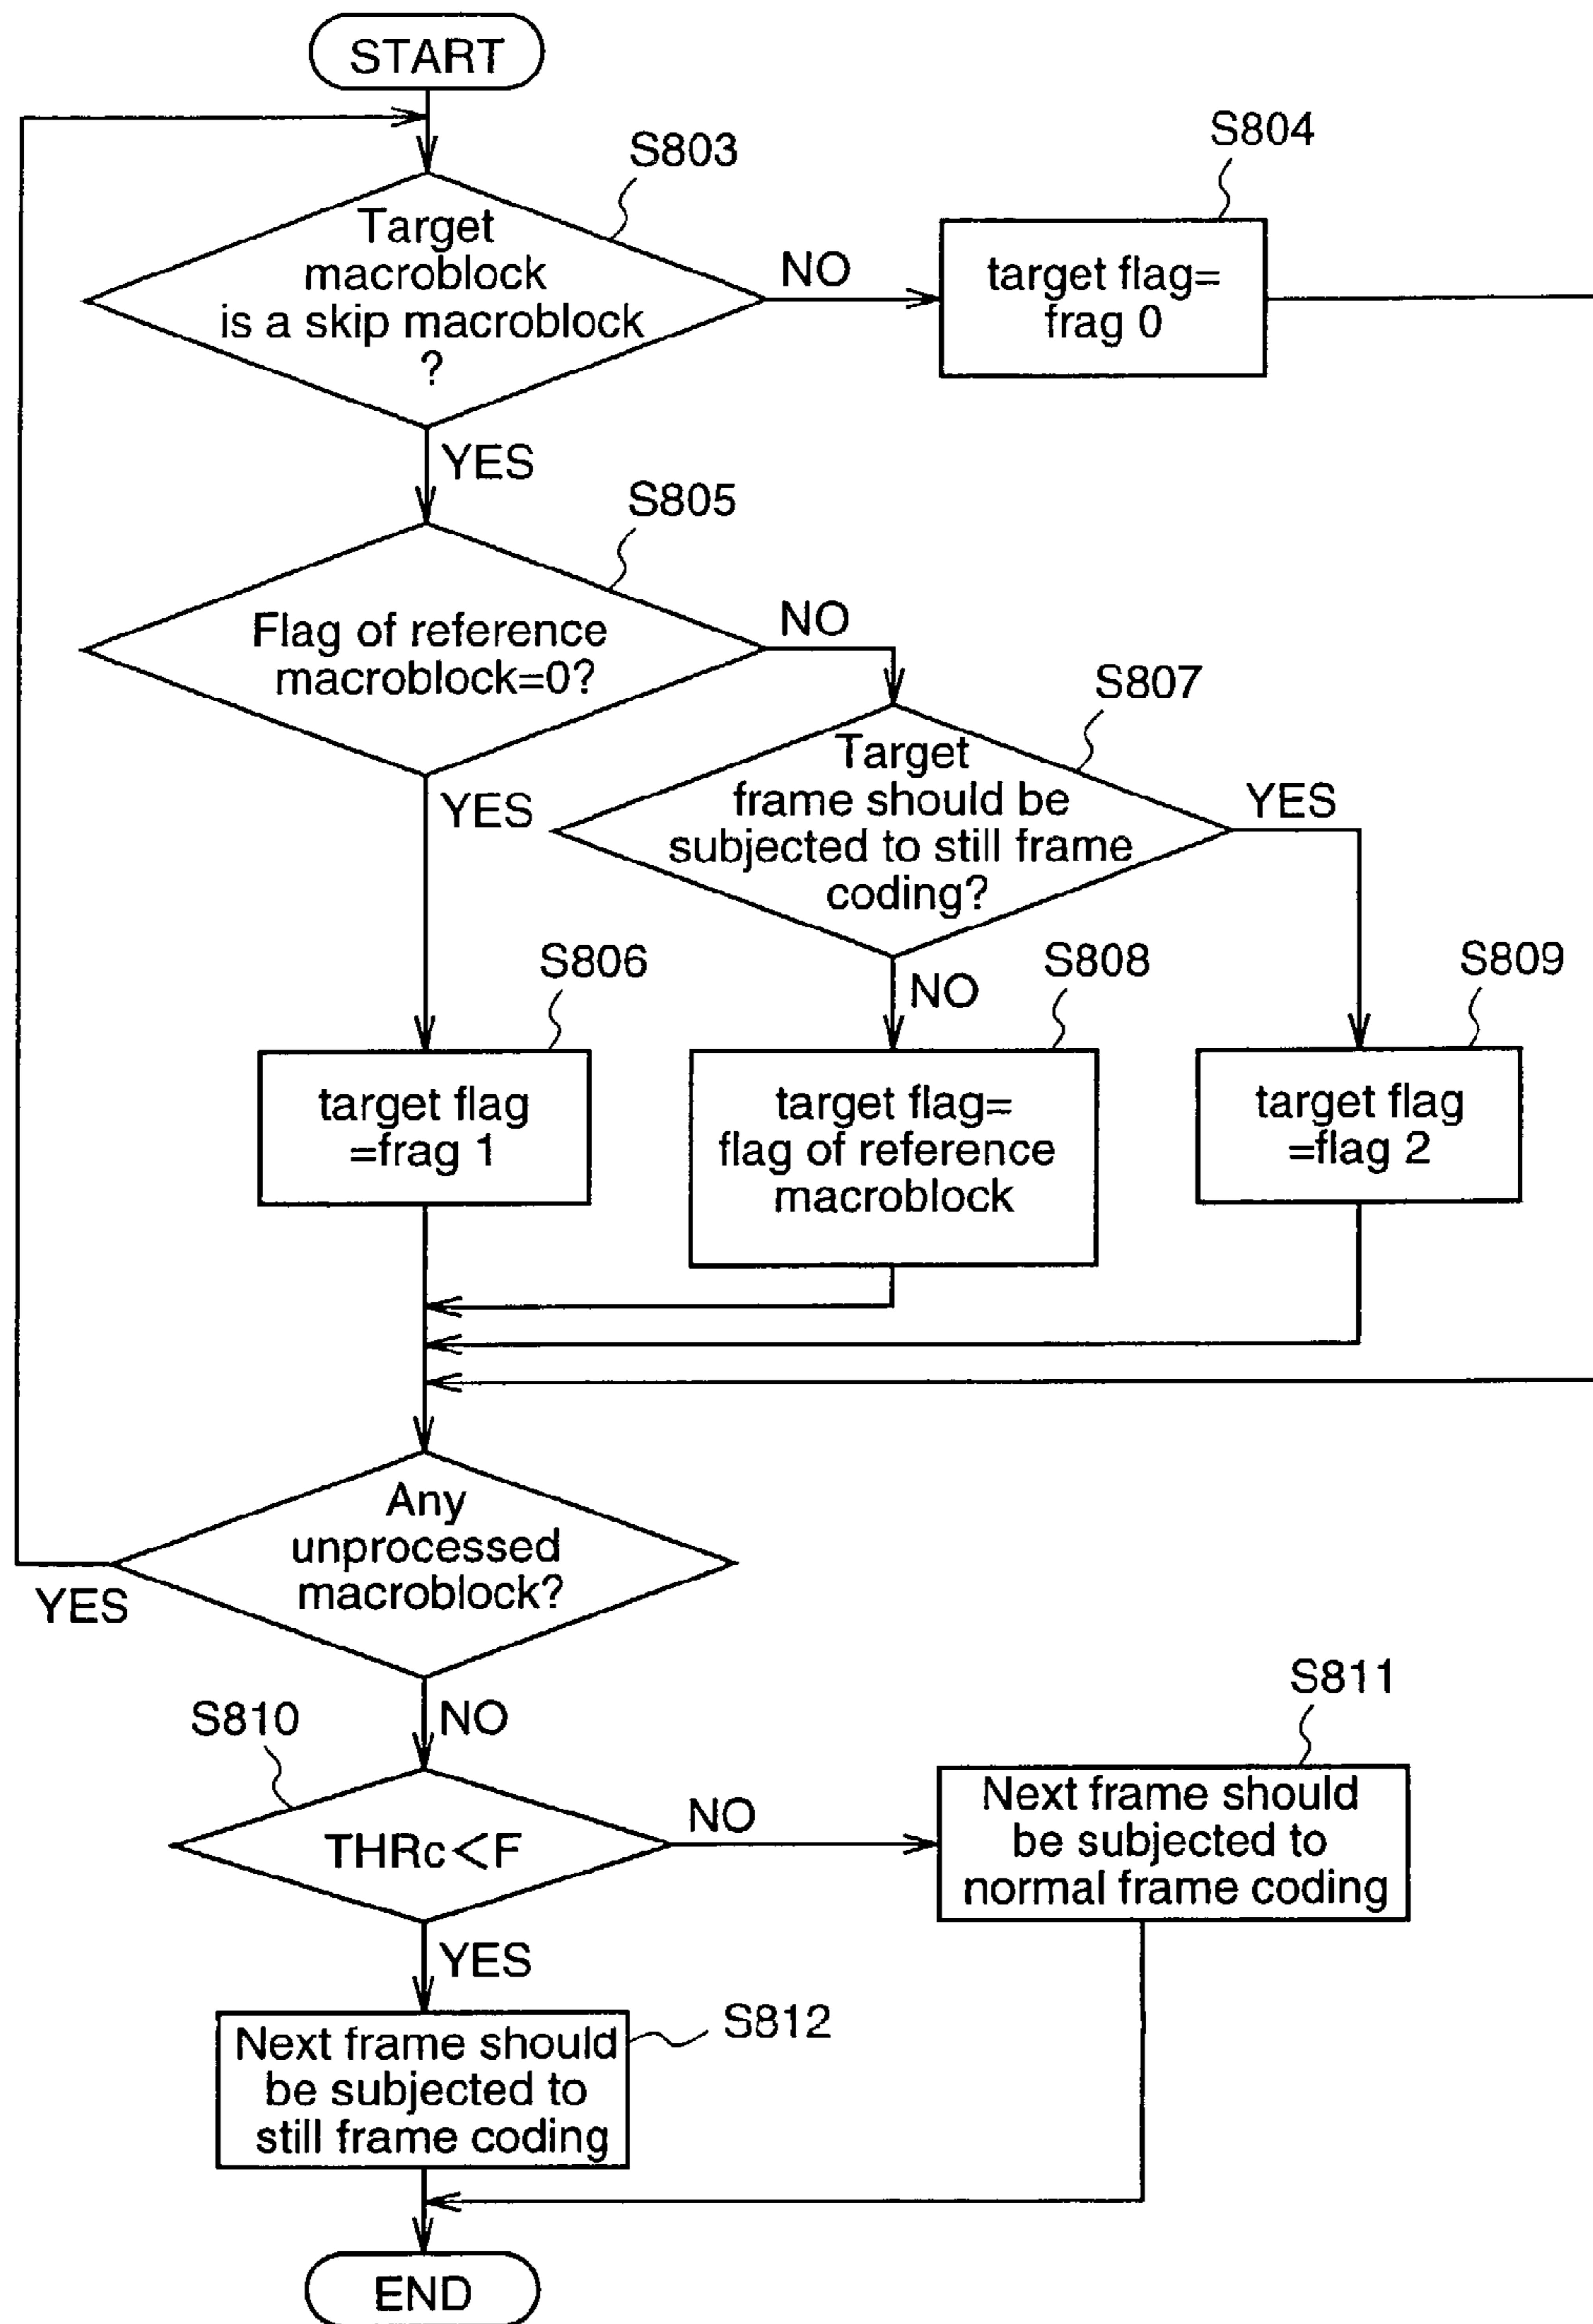 START
S803
Target
macroblock
is a skip macroblock
?
NO
S804
target flag=
frag 0
YES
S805
Flag of reference
macroblock=0?
NO
S807
Target
frame should be
subjected to still frame
coding?
YES
YES
S806
target flag
=frag 1
NO
S808
target flag=
flag of reference
macroblock
S809
target flag
=flag 2
Any
unprocessed
macroblock?
YES
NO
S810
THRc<F
NO
S811
Next frame should
be subjected to
normal frame coding
YES
S812
Next frame should
be subjected to
still frame coding
END